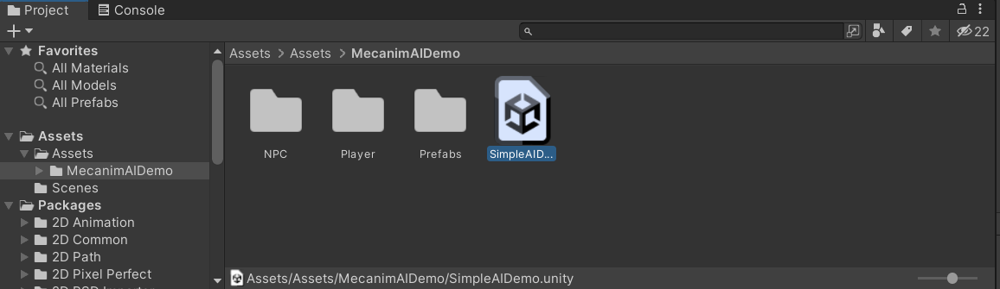 Project
Console
22
Favorites
All Materials
All Models
All Prefabs
Assets
Assets
MecanimAIDemo
Scenes
Packages
2D Animation
2D Common
2D Path
2D Pixel Perfect
Assets > Assets > MecanimAIDemo
NPC
Player
Prefabs
SimpleAID...
Assets/Assets/MecanimAIDemo/SimpleAIDemo.unity